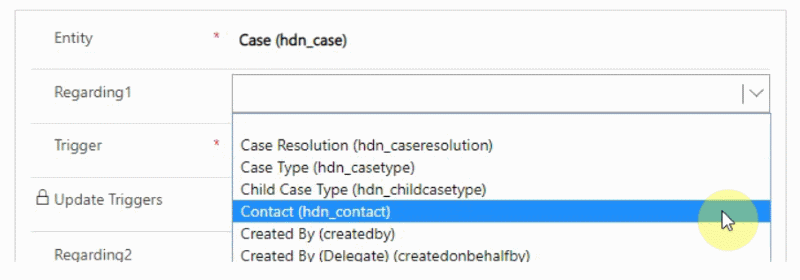 Entity * Case (hdn_case)
Regarding1
Trigger *
Case Resolution (hdn_caseresolution)
Case Type (hdn_casetype)
Child Case Type (hdn_childcasetype)
Update Triggers
Contact (hdn_contact)
Created By (createdby)
Regarding2
Created By (Delegate) (createdonbehalfby)